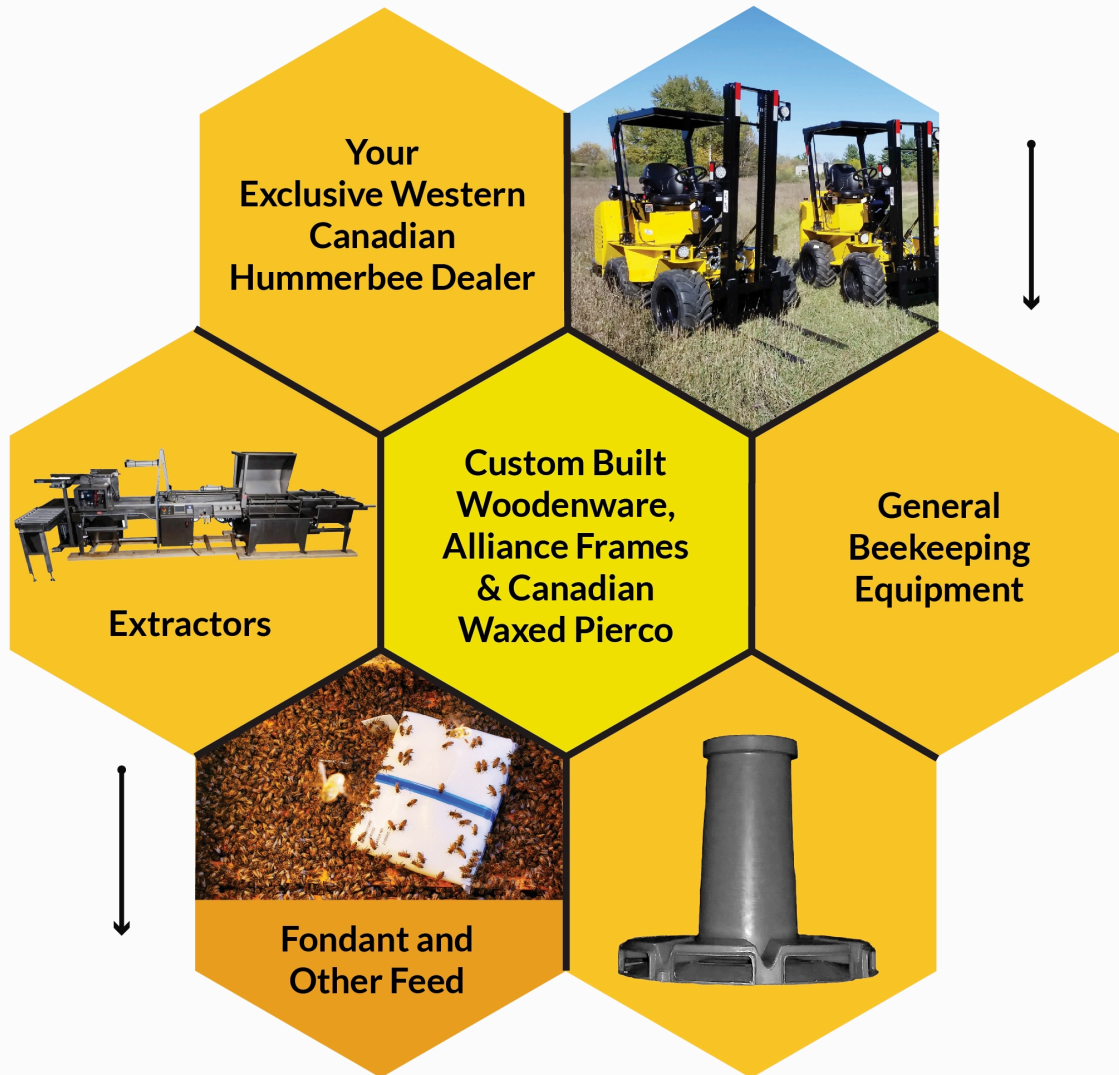 Your
Exclusive Western
Canadian
Hummerbee Dealer
Extractors
Custom Built
Woodenware,
Alliance Frames
& Canadian
Waxed Pierco
General
Beekeeping
Equipment
Fondant and
Other Feed